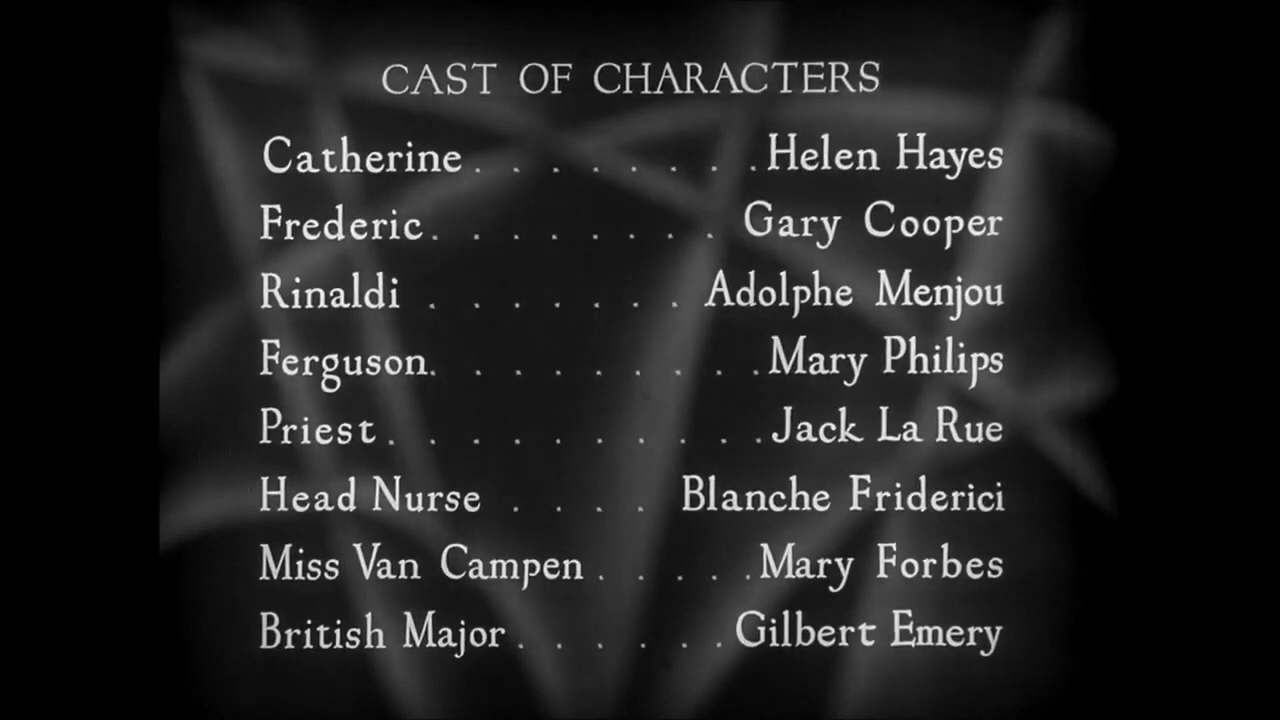 CAST OF CHARACTERS
Catherine . . . . . . . . Helen Hayes
Frederic . . . . . . . . Gary Cooper
Rinaldi . . . . . . . Adolphe Menjou
Ferguson . . . . . . . . . Mary Philips
Priest . . . . . . . . . . Jack La Rue
Head Nurse . . . . Blanche Friderici
Miss Van Campen . . . . . Mary Forbes
British Major . . . . . . Gilbert Emery